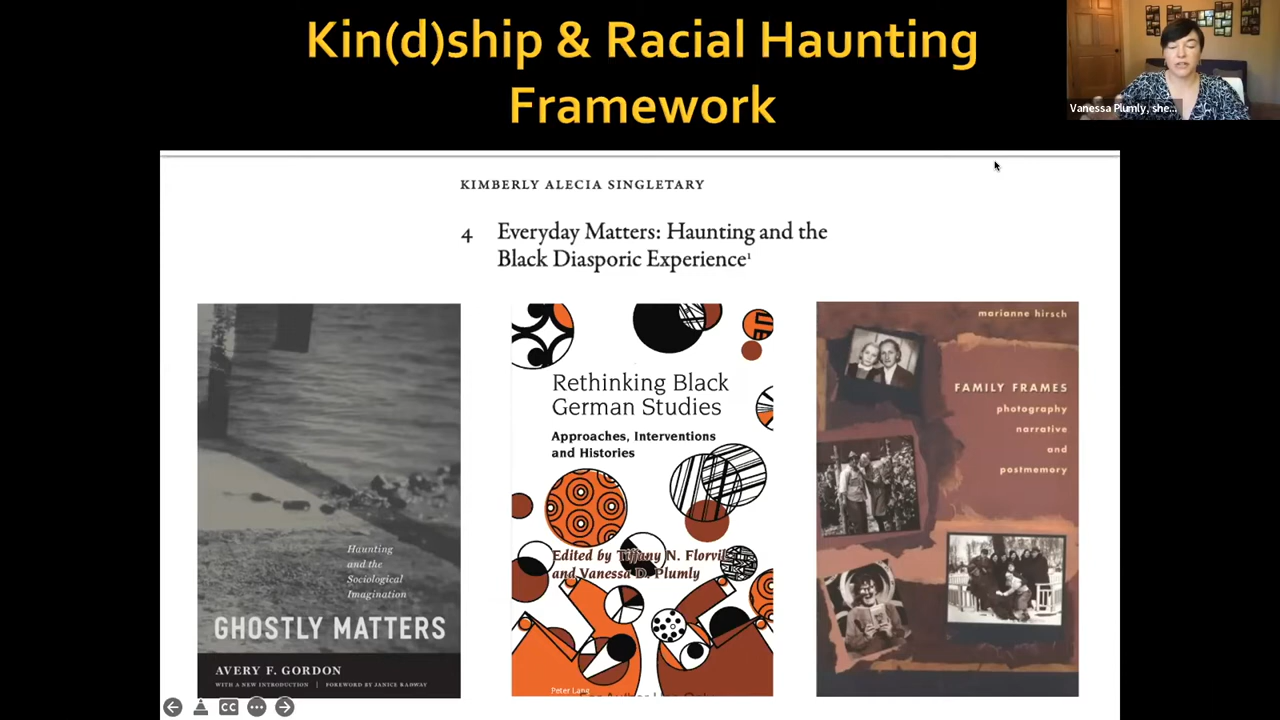 Kin(d)ship & Racial Haunting
Framework
Vanessa Plumly, she...
KIMBERLY ALECIA SINGLETARY
4 Everyday Matters: Haunting and the
Black Diasporic Experience¹
Haunting
and the
Sociological
Imagination
GHOSTLY MATTERS
AVERY F. GORDON
WITH A NEW INTRODUCTION | FOREWORD BY JANICE RADWAY
Rethinking Black
German Studies
Approaches, Interventions
and Histories
Edited by Tiffany N. Florvil
and Vanessa D. Plumly
Peter Lang
marianne hirsch
FAMILY FRAMES
photography
narrative
and
postmemory
CC